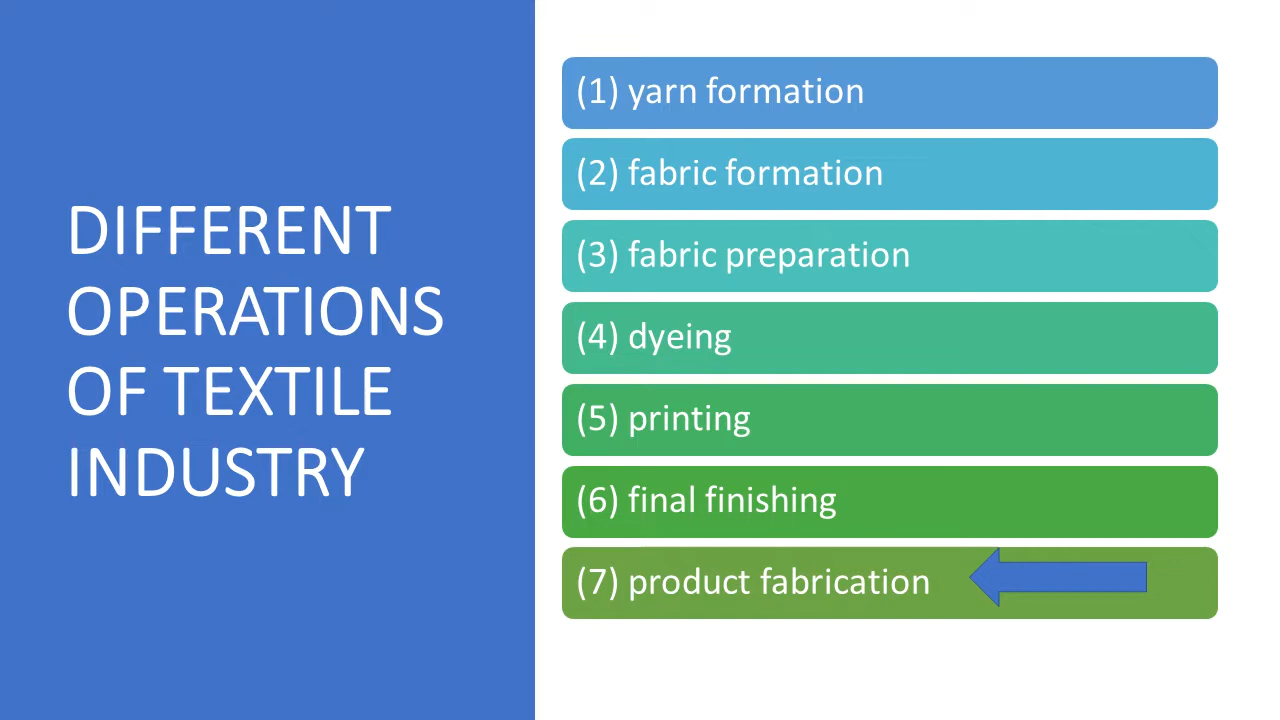 DIFFERENT
OPERATIONS
OF TEXTILE
INDUSTRY
(1) yarn formation
(2) fabric formation
(3) fabric preparation
(4) dyeing
(5) printing
(6) final finishing
(7) product fabrication